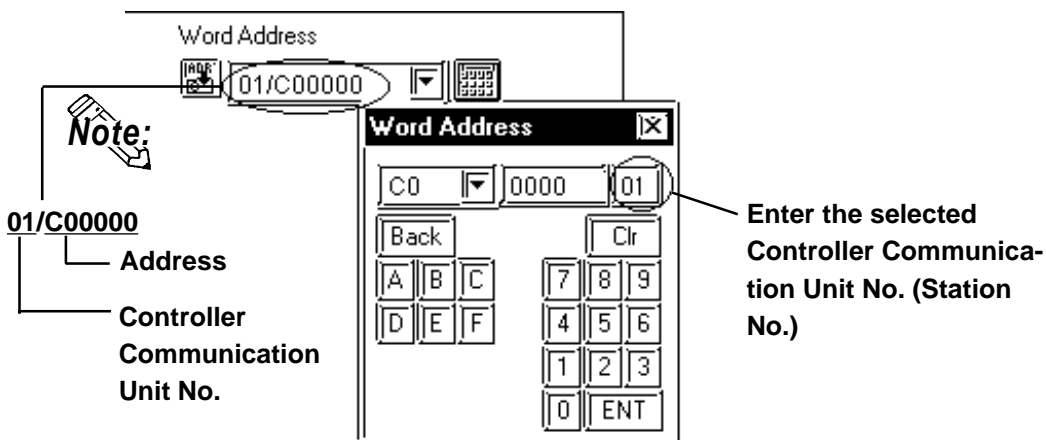 Word Address
ADR
01/C00000
Note:
Word Address
C0 0000 01
Back Clr
A B C 7 8 9
D E F 4 5 6
1 2 3
0 ENT
01/C00000
Address
Controller
Communication
Unit No.
Enter the selected
Controller Communica-
tion Unit No. (Station
No.)